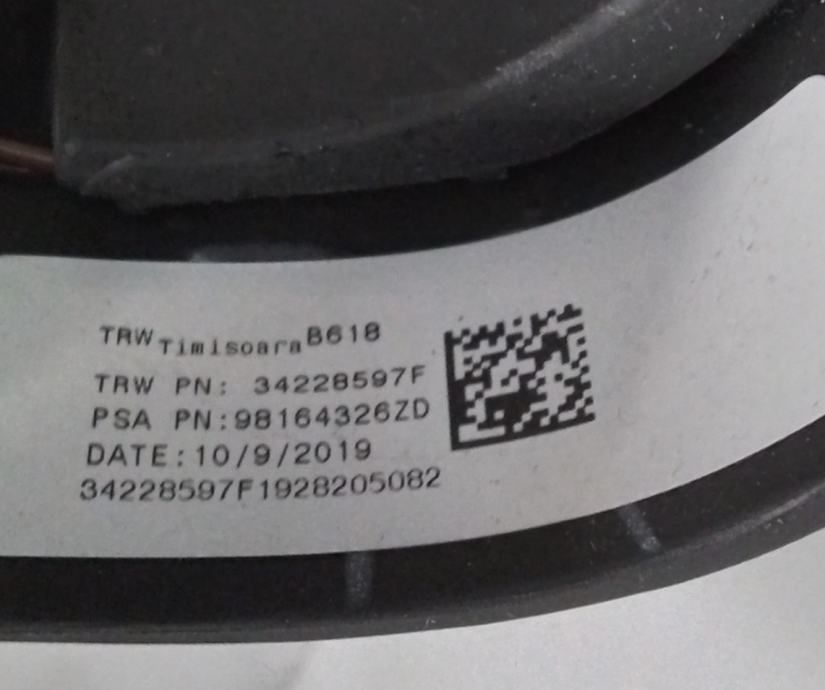 TRW Timisoara B618
TRW PN: 34228597F
PSA PN:98164326ZD
DATE:10/9/2019
34228597F1928205082